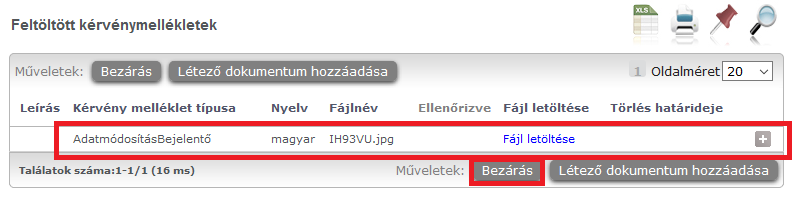 Feltöltött kérvénymellékletek
XLS
Műveletek: Bezárás Létező dokumentum hozzáadása 1 Oldalméret 20
Leírás Kérvény melléklet típusa Nyelv Fájlnév Ellenőrizve Fájl letöltése Törlés határideje
AdatmódosításBejelentő magyar IH93VU.jpg Fájl letöltése
Találatok száma:1-1/1 (16 ms) Műveletek: Bezárás Létező dokumentum hozzáadása